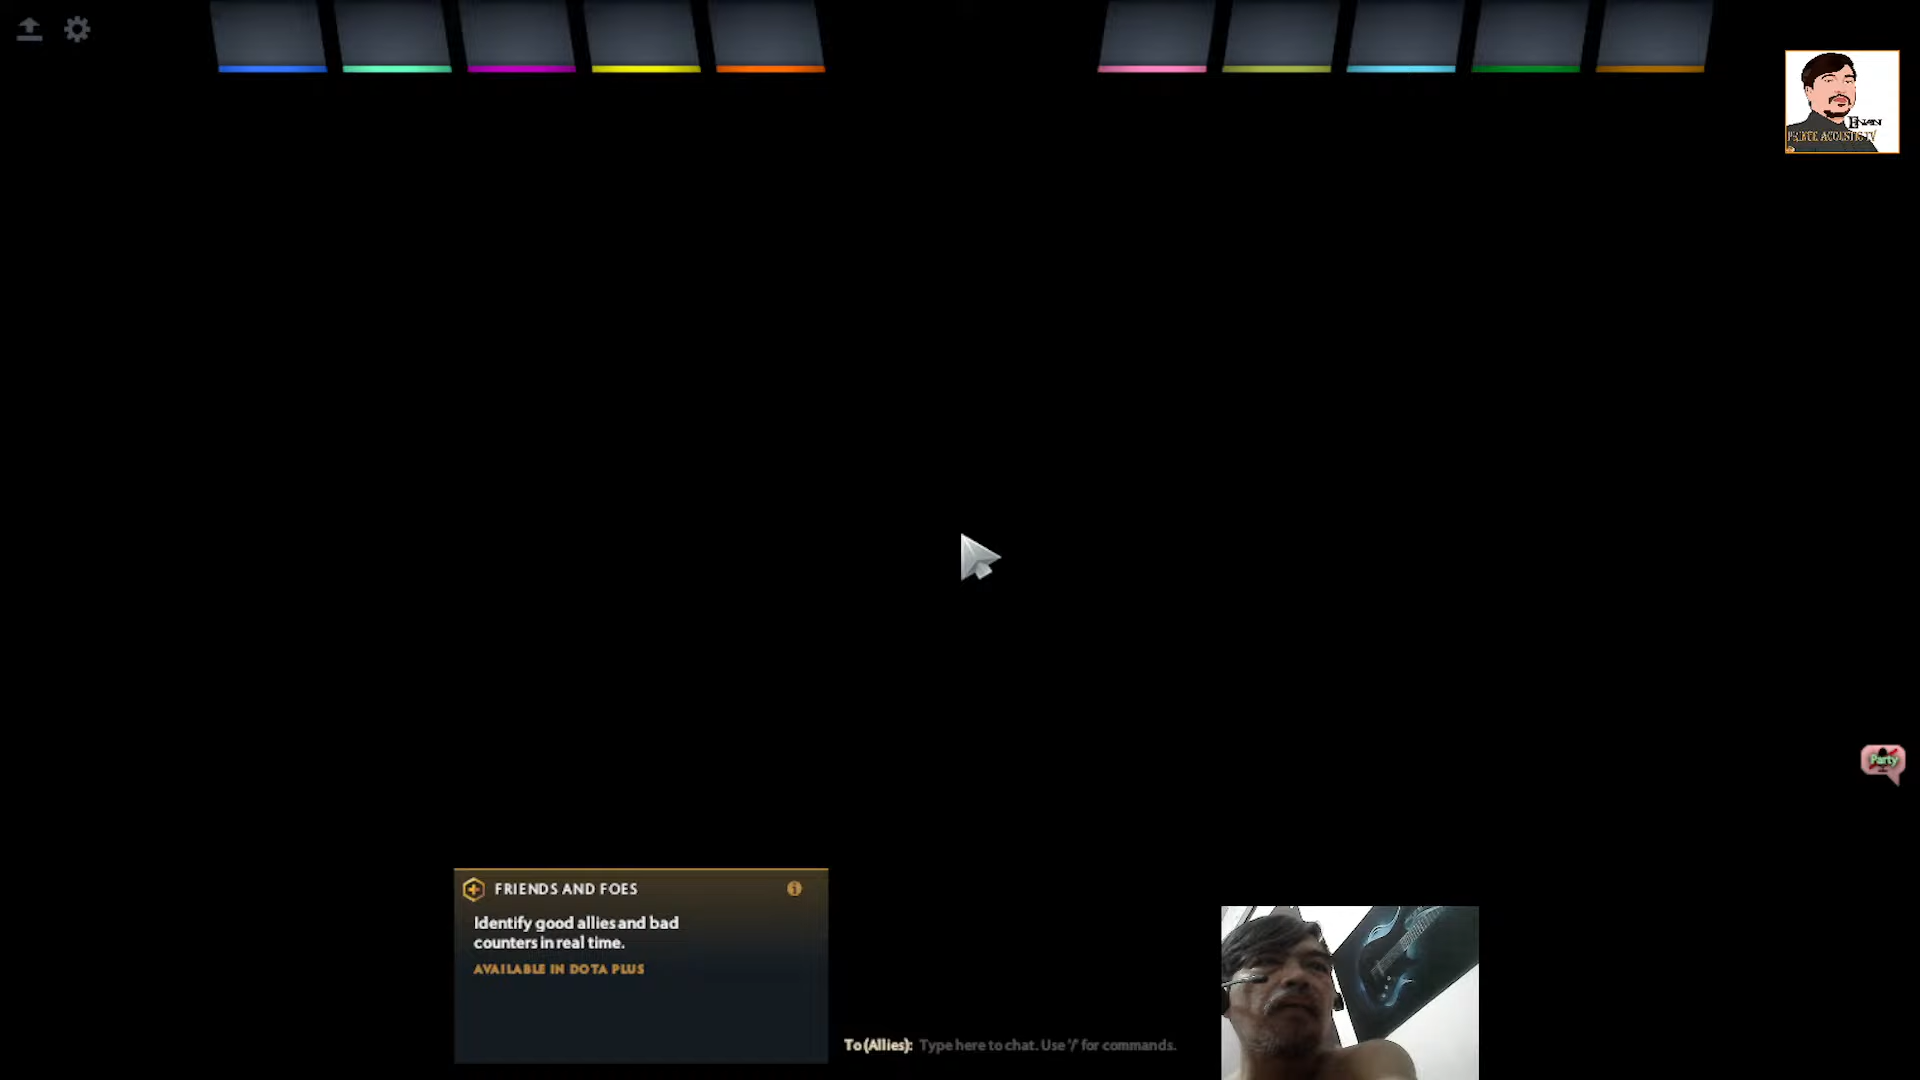 Enan
Party
FRIENDS AND FOES
Identify good allies and bad
counters in real time.
AVAILABLE IN DOTA PLUS
To (Allies): Type here to chat. Use '/' for commands.